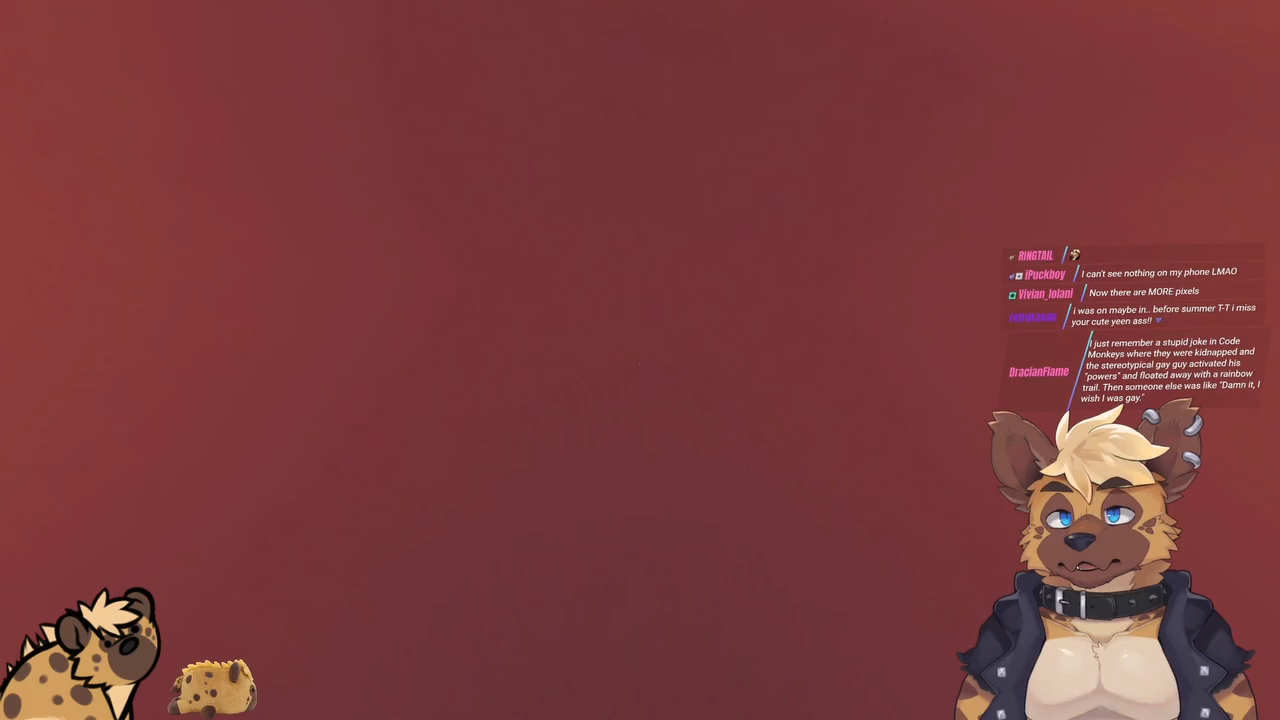 RINGTAIL
iPuckboy I can't see nothing on my phone LMAO
Vivian_Iolani Now there are MORE pixels
i was on maybe in.. before summer T-T i miss
your cute yeen ass!!
I just remember a stupid joke in Code
Monkeys where they were kidnapped and
the stereotypical gay guy activated his
DracianFlame "powers" and floated away with a rainbow
trail. Then someone else was like "Damn it, I
wish I was gay."